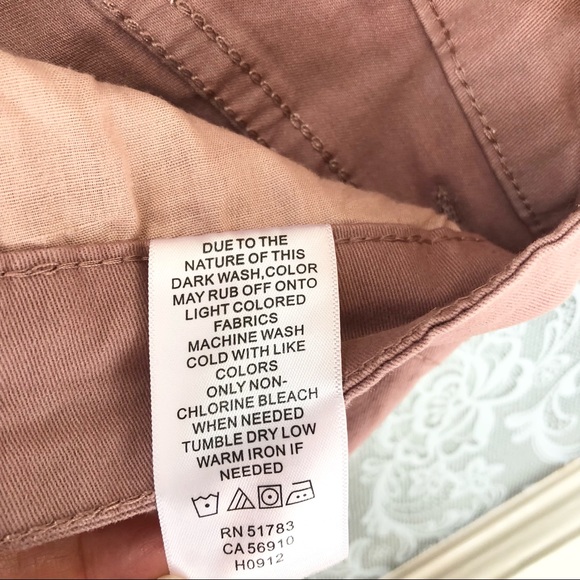 DUE TO THE
NATURE OF THIS
DARK WASH,COLOR
MAY RUB OFF ONTO
LIGHT COLORED
FABRICS
MACHINE WASH
COLD WITH LIKE
COLORS
ONLY NON-
CHLORINE BLEACH
WHEN NEEDED
TUMBLE DRY LOW
WARM IRON IF
NEEDED
RN 51783
CA 56910
H0912